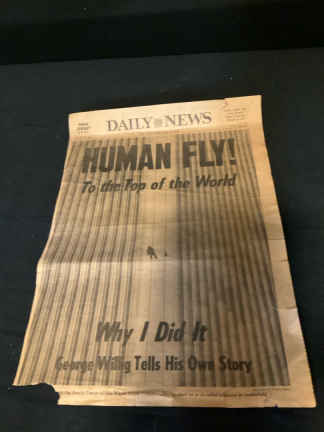 DAILY NEWS
HUMAN FLY!
To the Top of the World
Why I Did It
George Willig Tells His Own Story